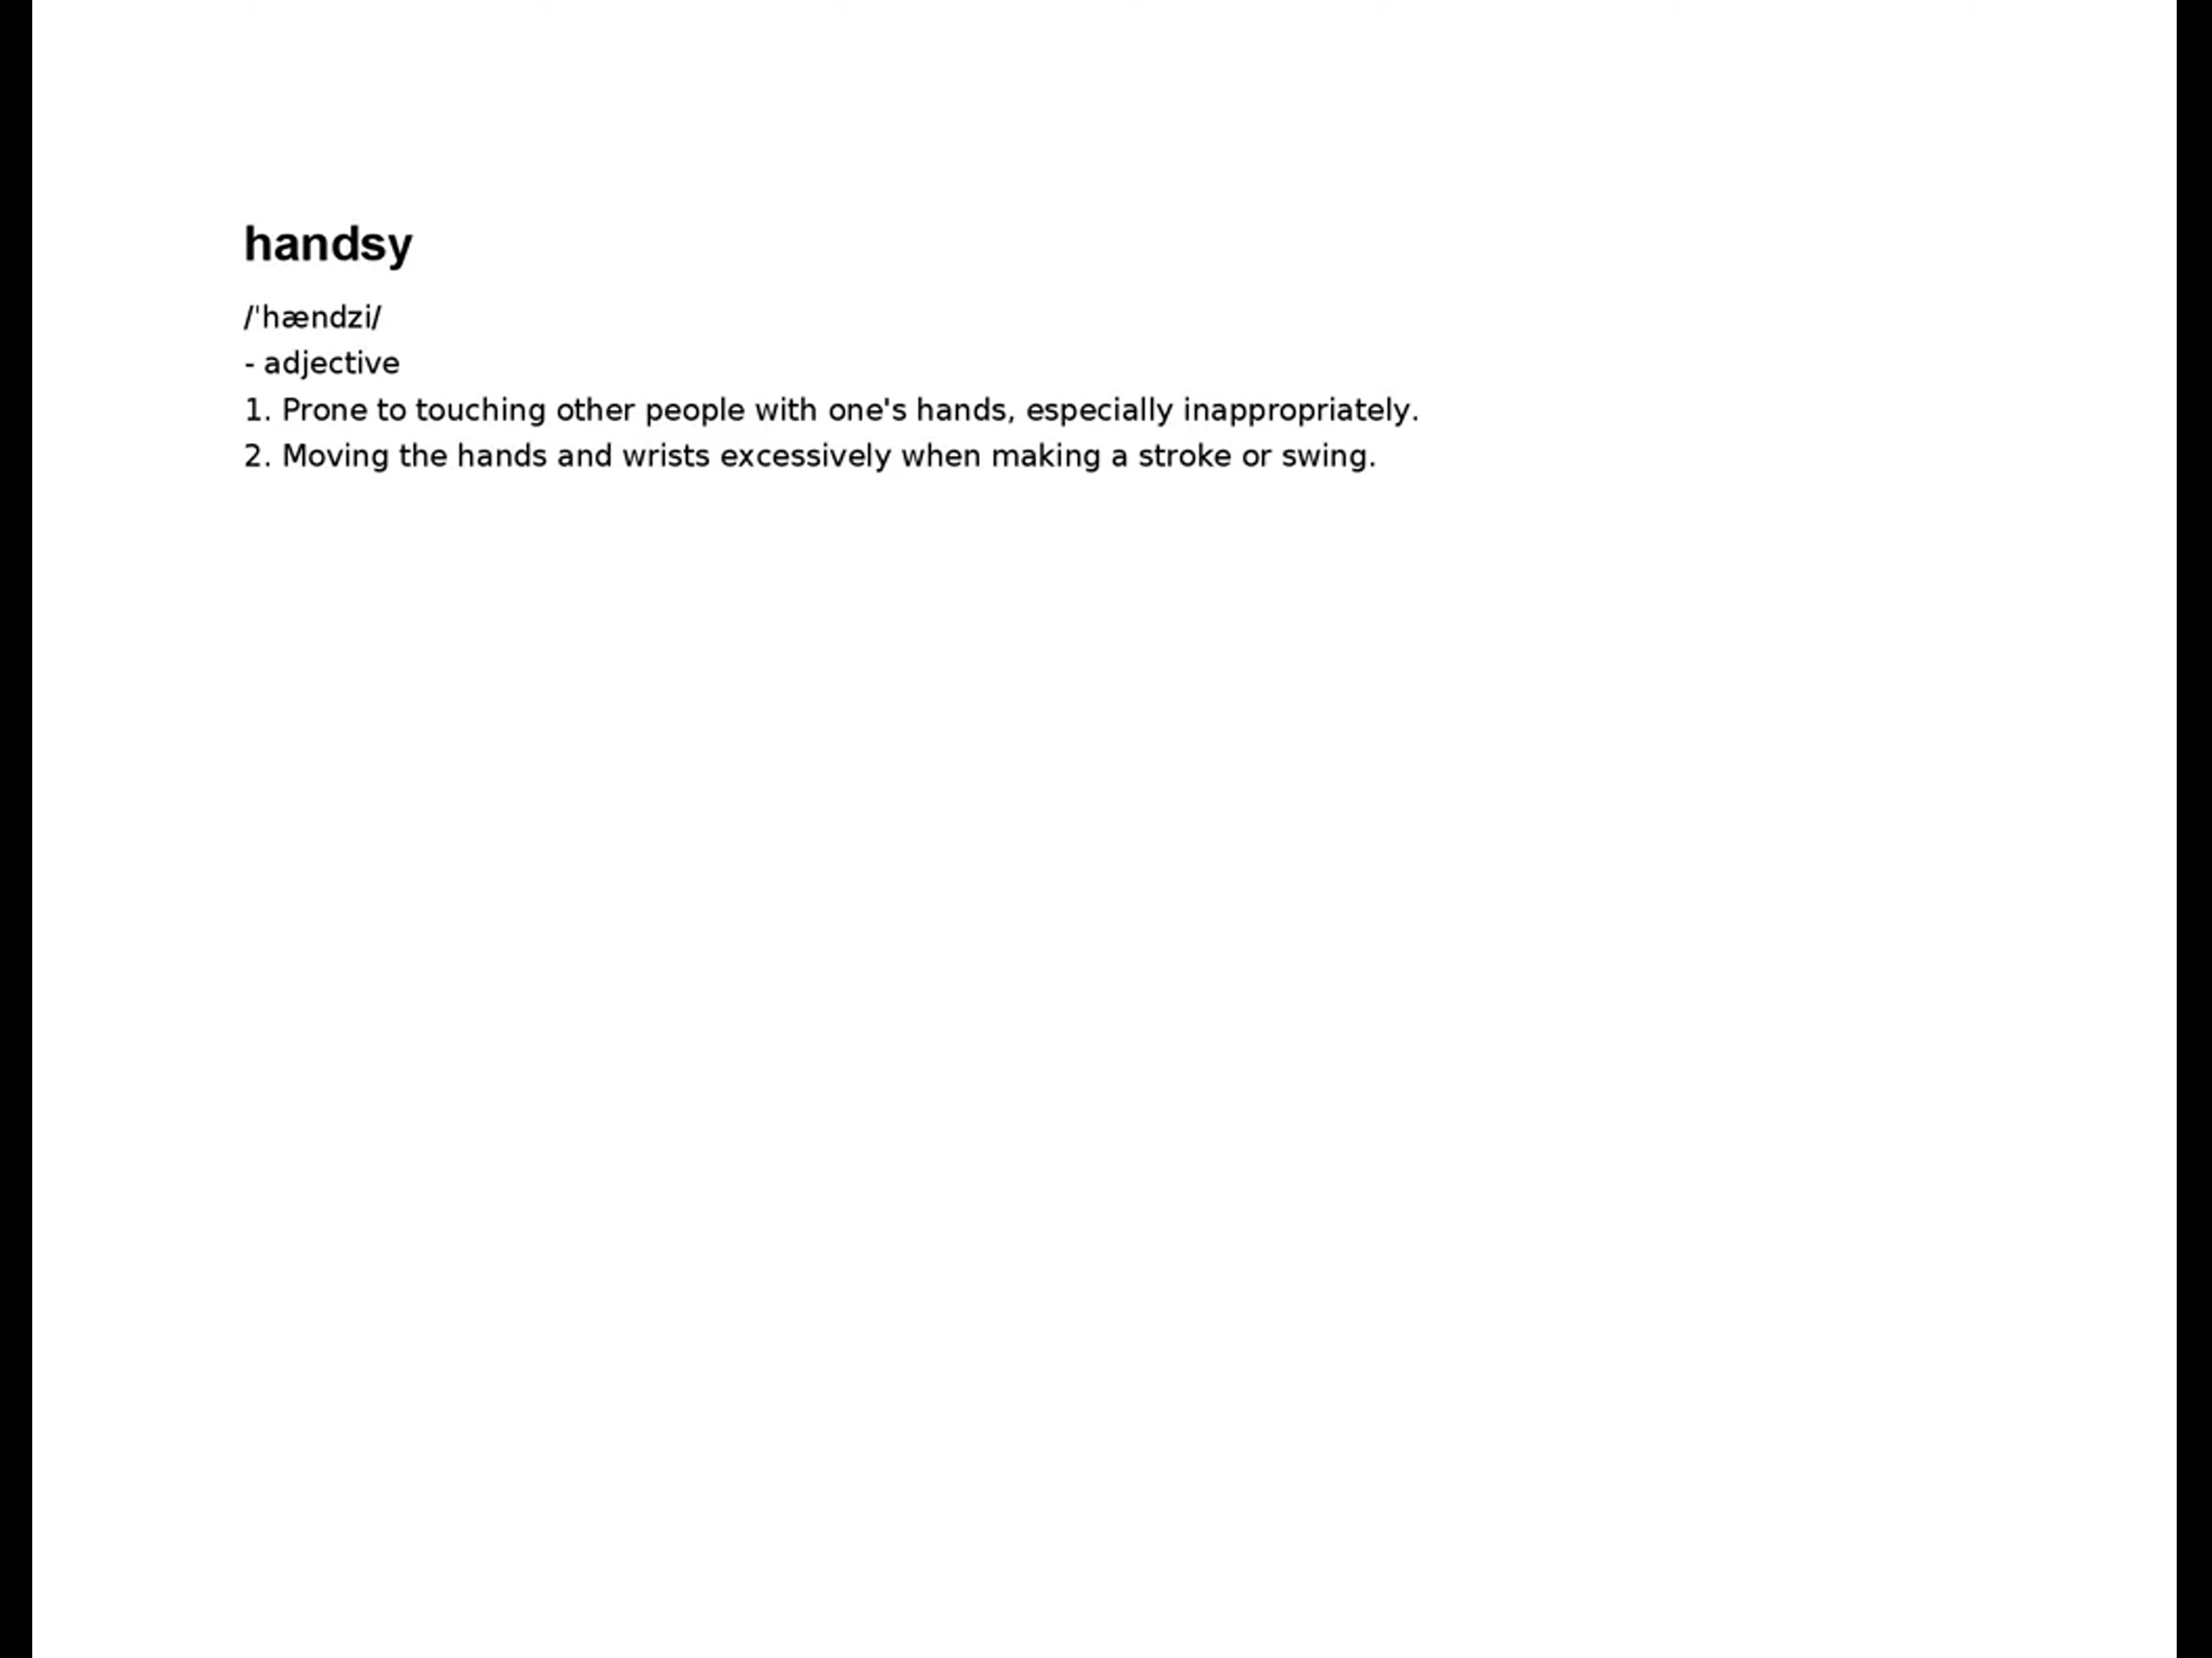 handsy
/ˈhændzi/
- adjective
1. Prone to touching other people with one's hands, especially inappropriately.
2. Moving the hands and wrists excessively when making a stroke or swing.